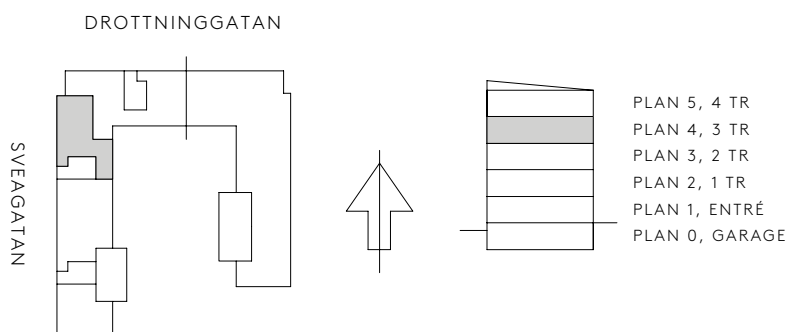 DROTTNINGGATAN
SVEAGATAN
PLAN 5, 4 TR
PLAN 4, 3 TR
PLAN 3, 2 TR
PLAN 2, 1 TR
PLAN 1, ENTRÉ
PLAN 0, GARAGE